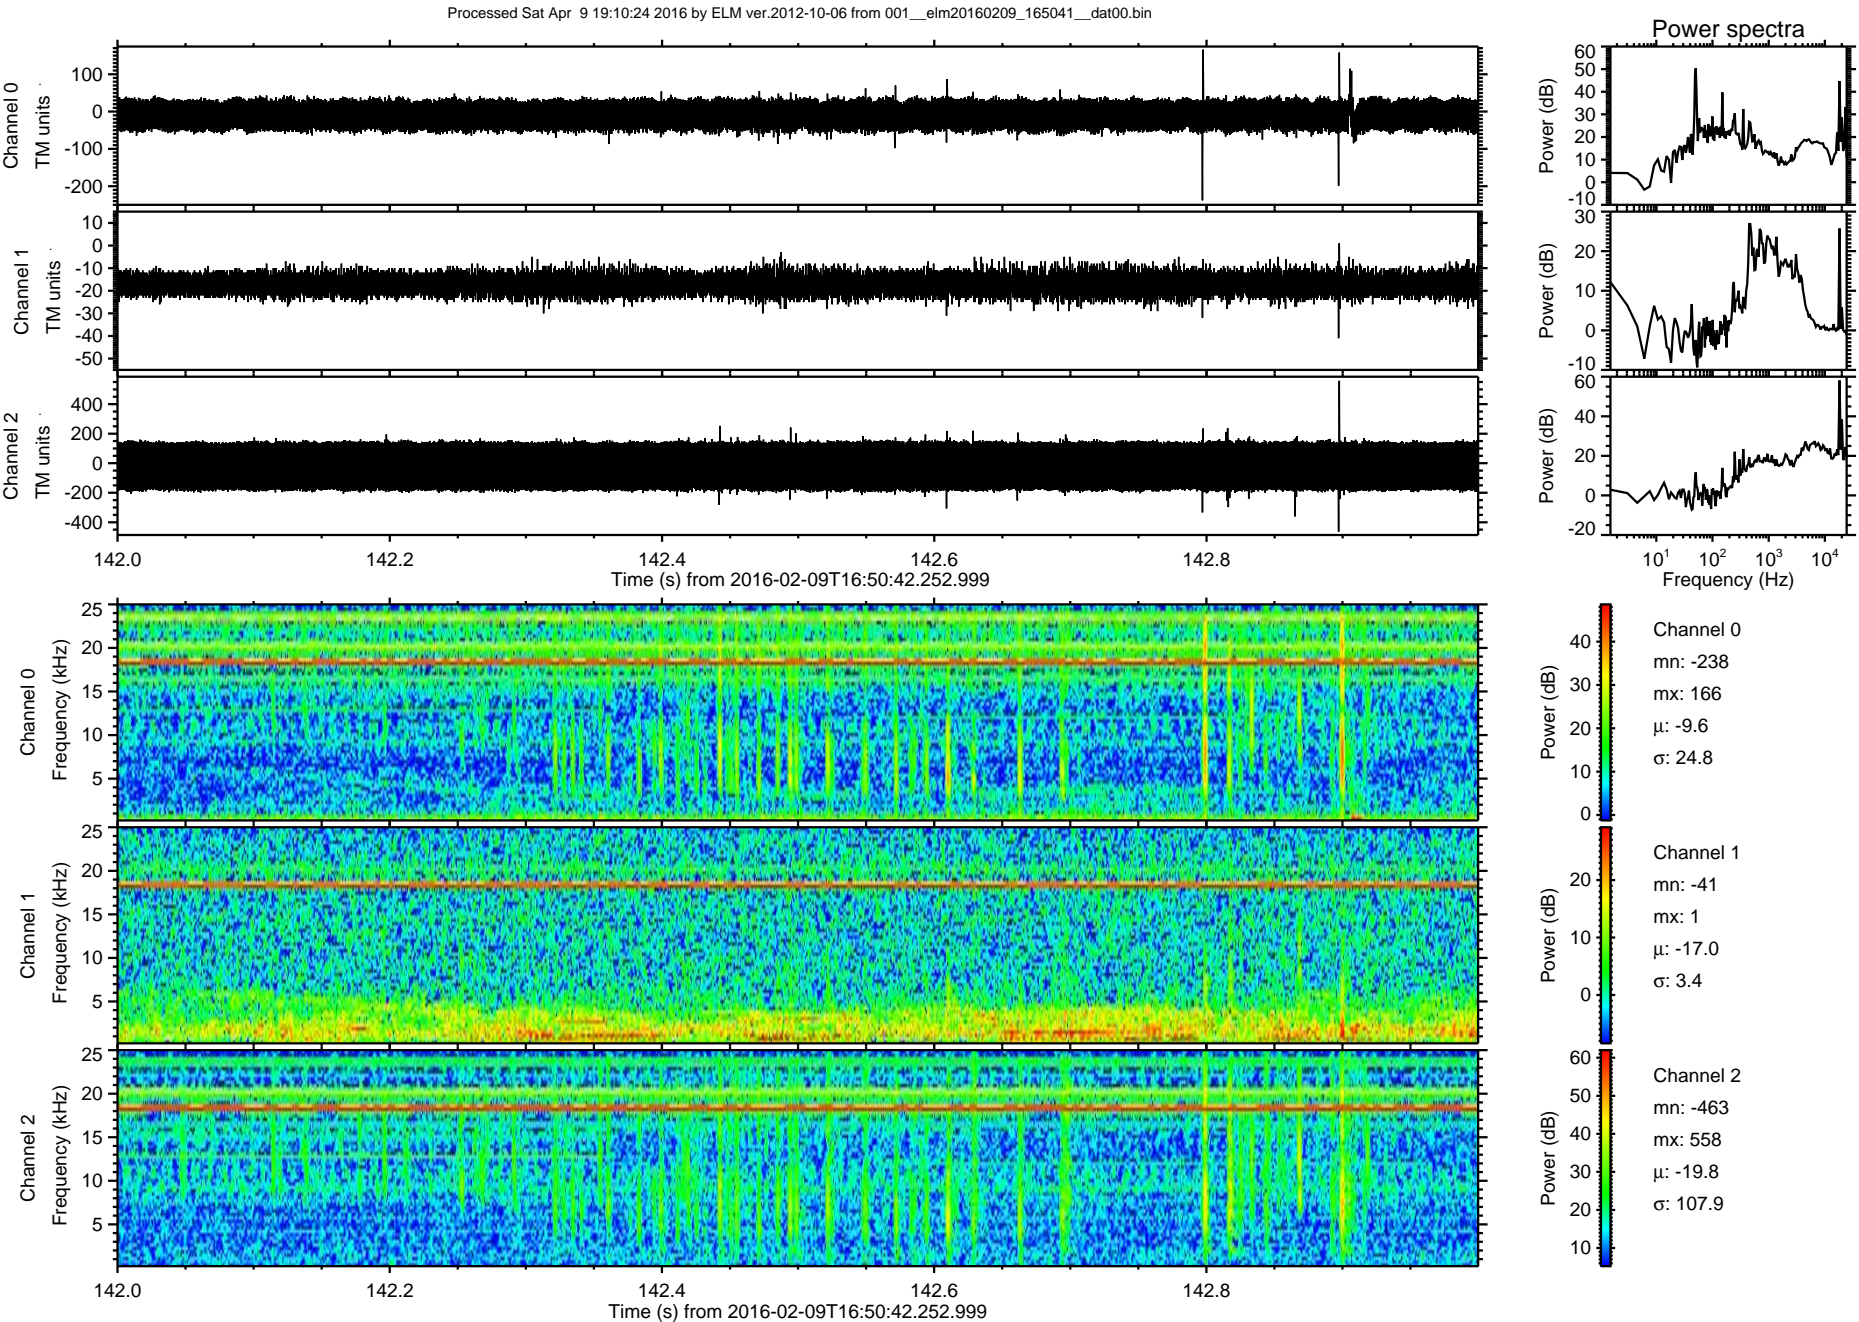 Processed Sat Apr  9 19:10:24 2016 by ELM ver.2012-10-06 from 001__elm20160209_165041__dat00.bin
Power spectra
Channel 0
TM units
100
0
-100
-200
Power (dB)
60
50
40
30
20
10
0
-10
Channel 1
TM units
10
0
-10
-20
-30
-40
-50
Power (dB)
30
20
10
0
-10
Channel 2
TM units
400
200
0
-200
-400
Power (dB)
60
40
20
0
-20
142.0 142.2 142.4 142.6 142.8
Time (s) from 2016-02-09T16:50:42.252.999
10¹ 10² 10³ 10⁴
Frequency (Hz)
Channel 0
Frequency (kHz)
25
20
15
10
5
Power (dB)
40
30
20
10
0
Channel 0
mn: -238
mx: 166
μ: -9.6
σ: 24.8
Channel 1
Frequency (kHz)
25
20
15
10
5
Power (dB)
20
10
0
Channel 1
mn: -41
mx: 1
μ: -17.0
σ: 3.4
Channel 2
Frequency (kHz)
25
20
15
10
5
Power (dB)
60
50
40
30
20
10
Channel 2
mn: -463
mx: 558
μ: -19.8
σ: 107.9
142.0 142.2 142.4 142.6 142.8
Time (s) from 2016-02-09T16:50:42.252.999